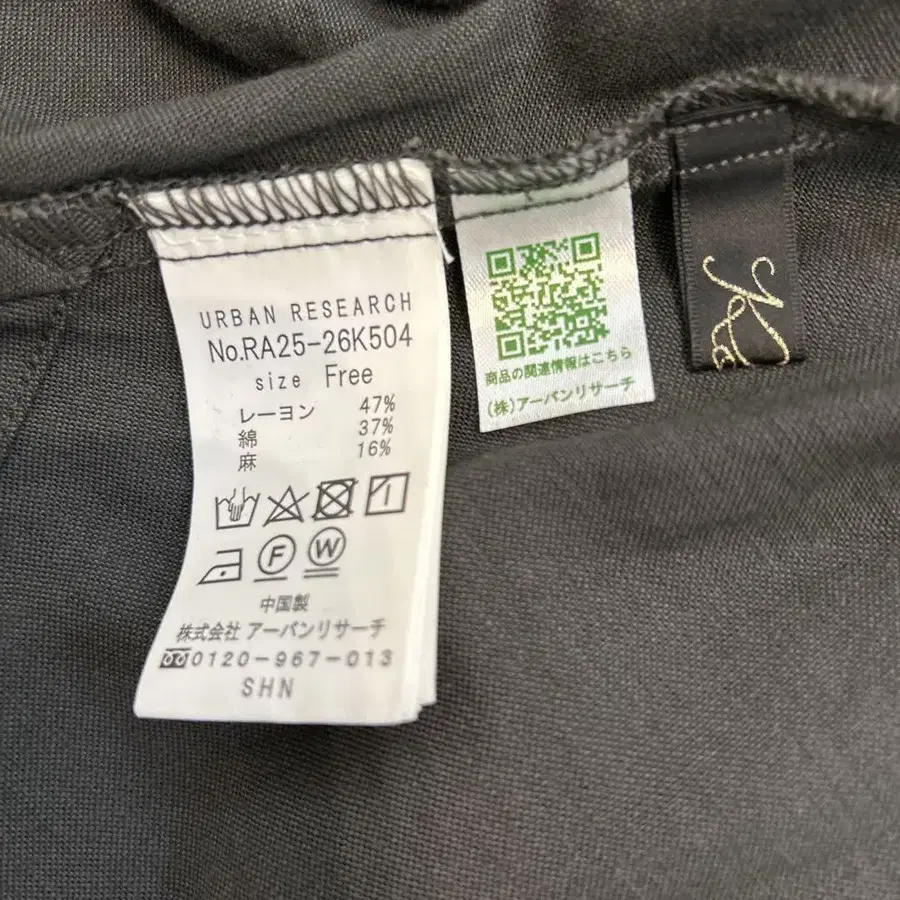 URBAN RESEARCH
No.RA25-26K504
size Free
レーヨン 47%
綿 37%
麻 16%
F W
中国製
株式会社 アーバンリサーチ
0120-967-013
SHN
商品の関連情報はこちら
(株)アーバンリサーチ